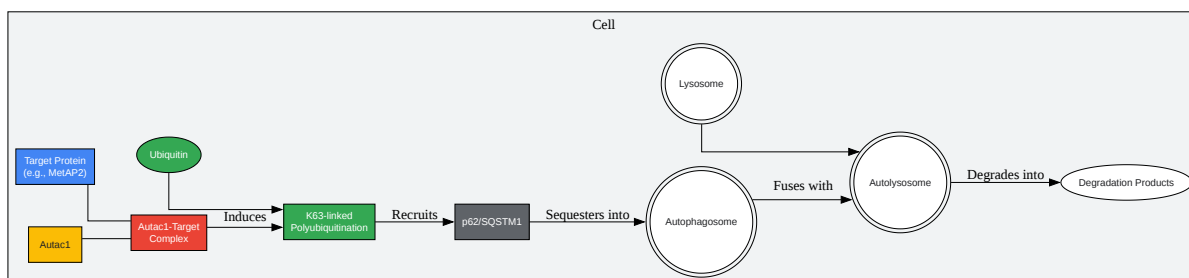 Cell
Lysosome
Target Protein
(e.g., MetAP2)
Ubiquitin
Autac1
Autac1-Target
Complex
Induces
K63-linked
Polyubiquitination
Recruits
p62/SQSTM1
Sequesters into
Autophagosome
Fuses with
Autolysosome
Degrades into
Degradation Products